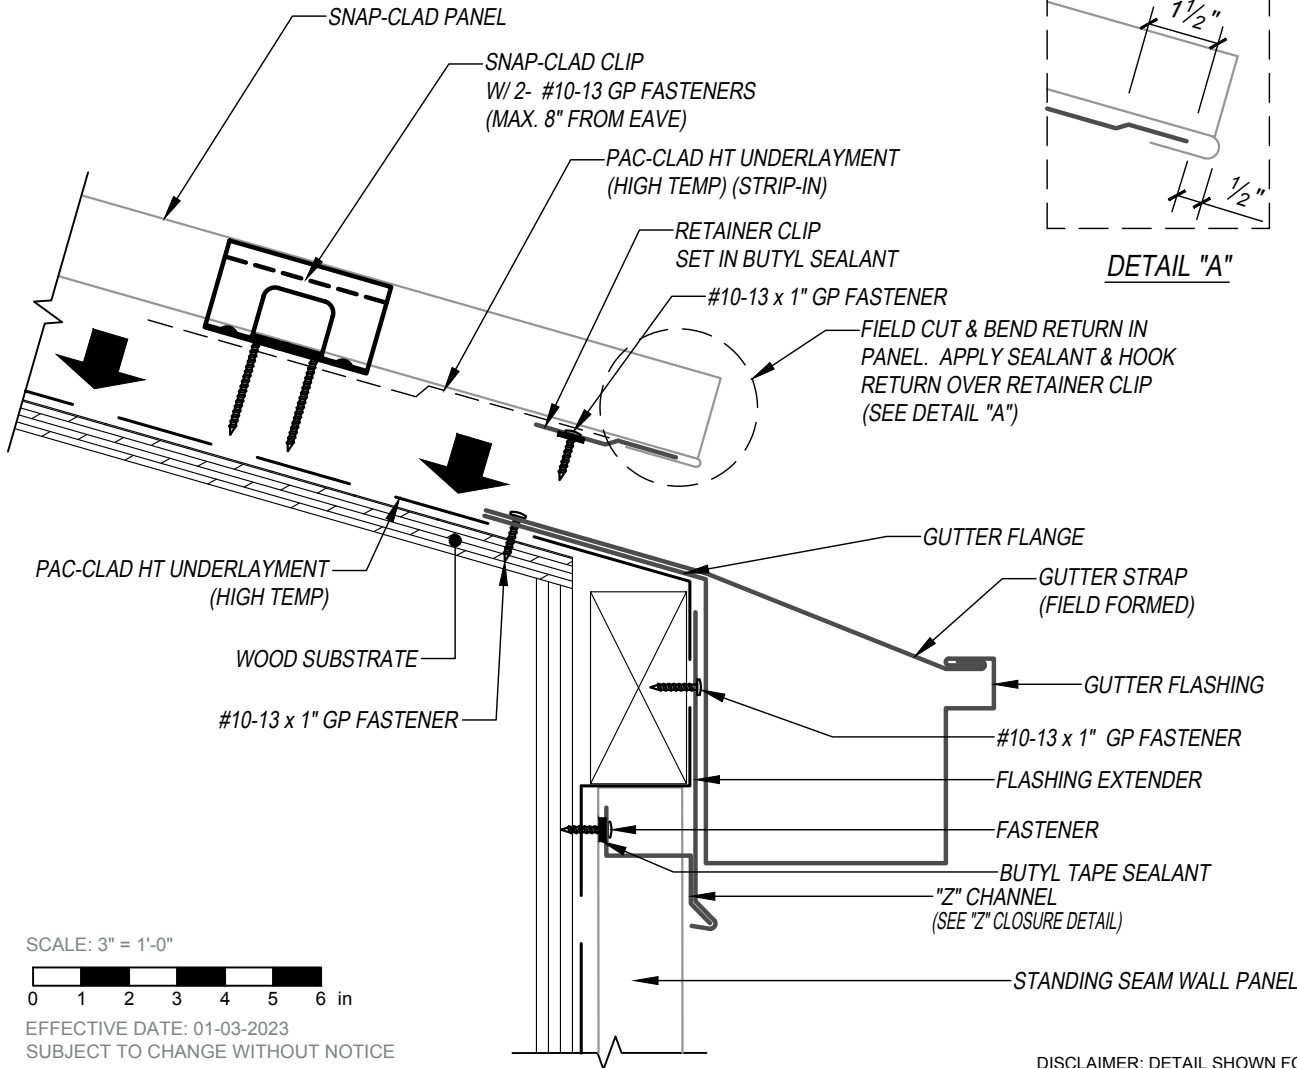 SNAP-CLAD PANEL
1 1/2"
SNAP-CLAD CLIP
W/ 2- #10-13 GP FASTENERS
(MAX. 8" FROM EAVE)
PAC-CLAD HT UNDERLAYMENT
(HIGH TEMP) (STRIP-IN)
1/2"
RETAINER CLIP
SET IN BUTYL SEALANT
DETAIL "A"
#10-13 x 1" GP FASTENER
FIELD CUT & BEND RETURN IN
PANEL. APPLY SEALANT & HOOK
RETURN OVER RETAINER CLIP
(SEE DETAIL "A")
GUTTER FLANGE
PAC-CLAD HT UNDERLAYMENT
(HIGH TEMP)
GUTTER STRAP
(FIELD FORMED)
WOOD SUBSTRATE
GUTTER FLASHING
#10-13 x 1" GP FASTENER
#10-13 x 1" GP FASTENER
FLASHING EXTENDER
FASTENER
BUTYL TAPE SEALANT
"Z" CHANNEL
(SEE "Z" CLOSURE DETAIL)
STANDING SEAM WALL PANEL
SCALE: 3" = 1'-0"
0 1 2 3 4 5 6 in
EFFECTIVE DATE: 01-03-2023
SUBJECT TO CHANGE WITHOUT NOTICE
DISCLAIMER: DETAIL SHOWN FO